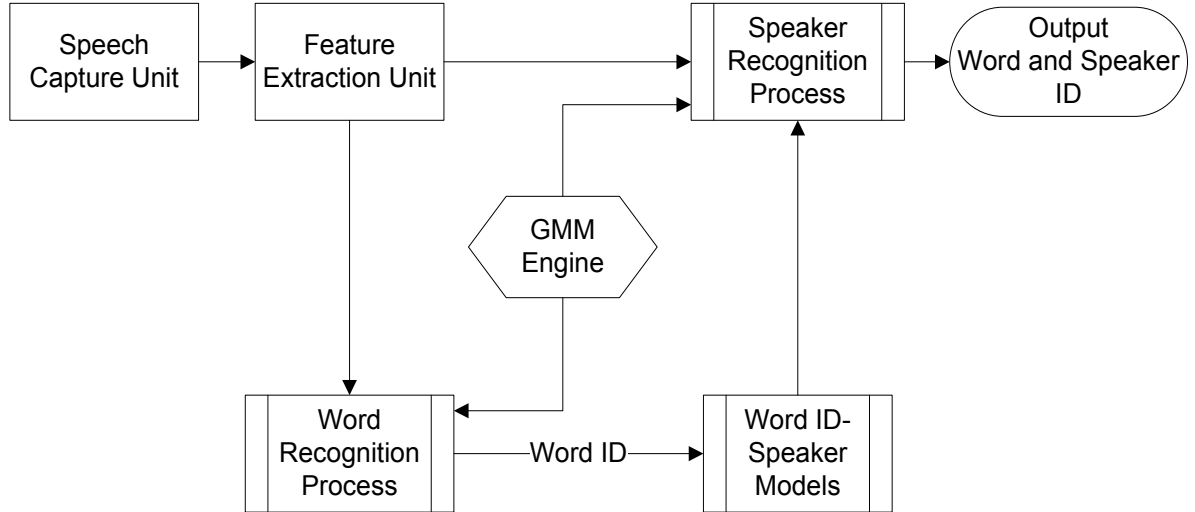 Speech
Capture Unit
Feature
Extraction Unit
Speaker
Recognition
Process
Output
Word and Speaker
ID
GMM
Engine
Word
Recognition
Process
Word ID
Word ID-
Speaker
Models